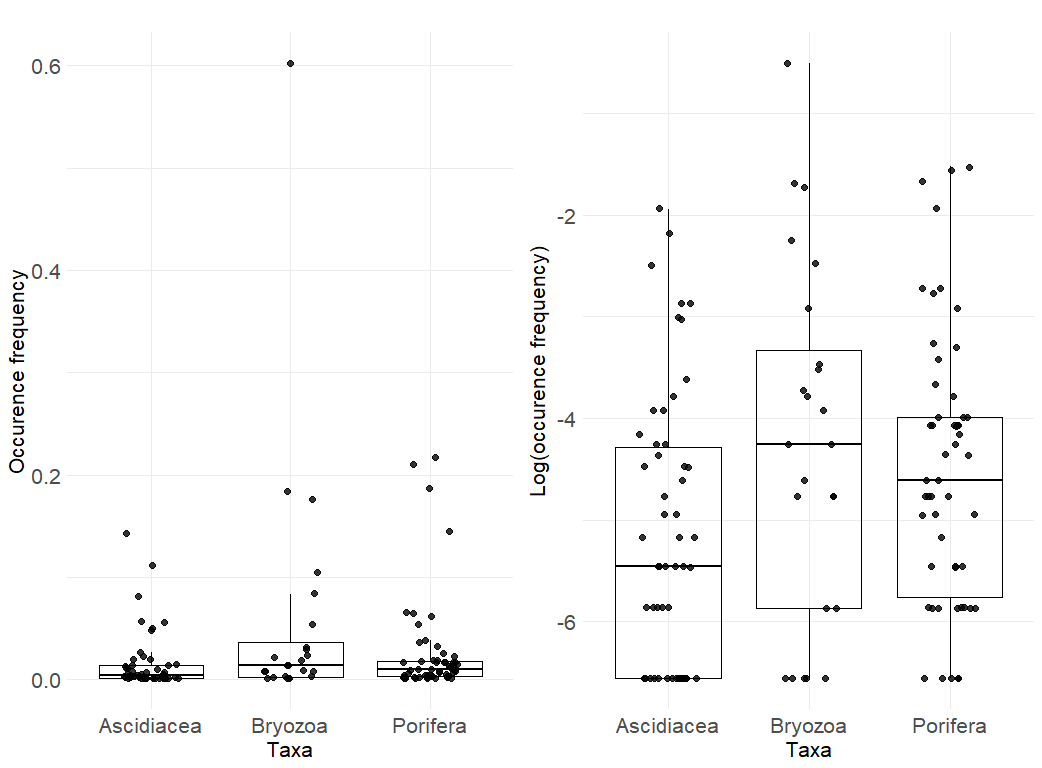 Occurence frequency
0.6
0.4
0.2
0.0
Ascidiacea
Bryozoa
Porifera
Taxa
Log(occurence frequency)
-2
-4
-6
Ascidiacea
Bryozoa
Porifera
Taxa